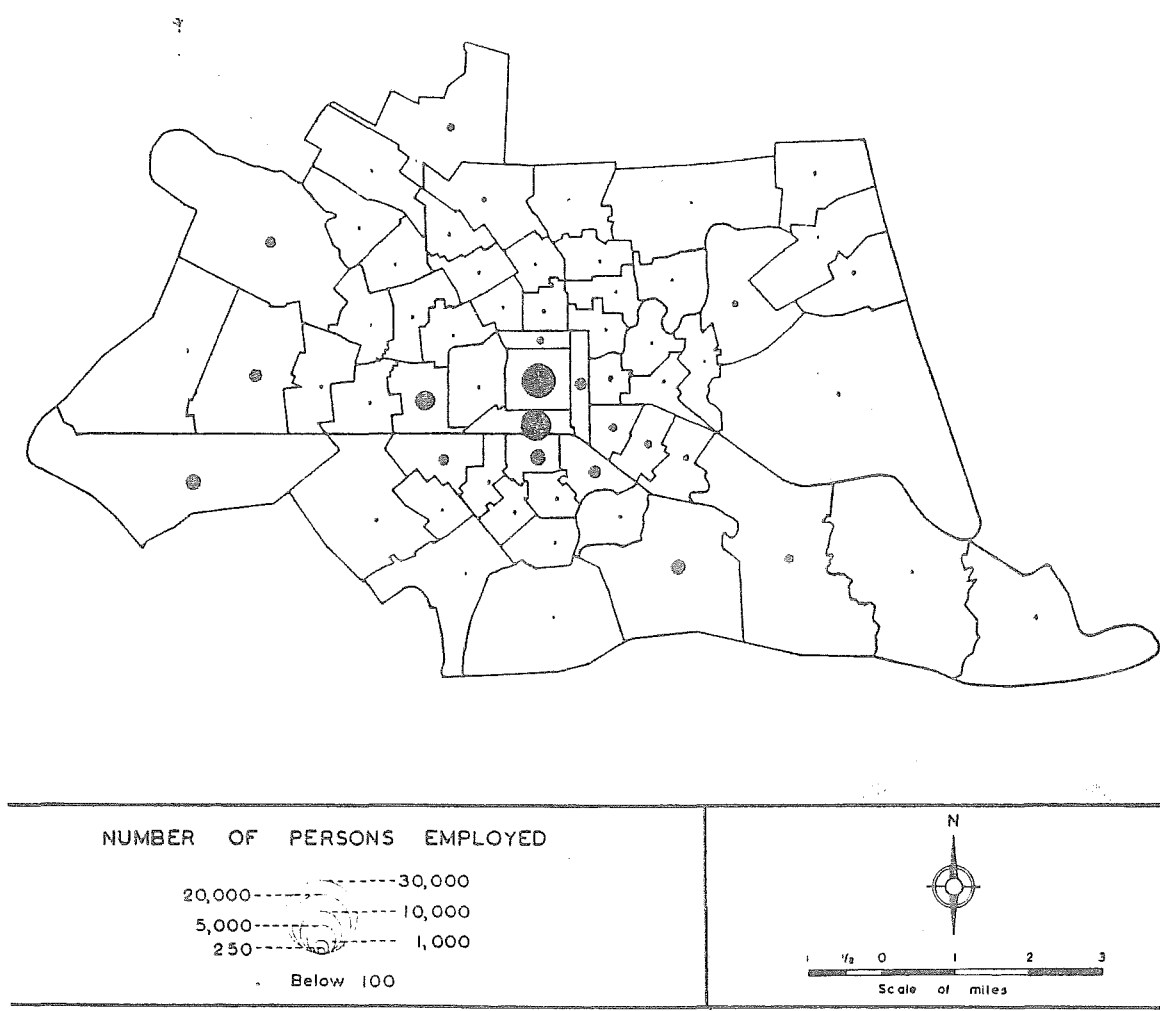 NUMBER OF PERSONS EMPLOYED
20,000 30,000
5,000 10,000
250 1,000
Below 100
N
1 1/2 0 1 2 3
Scale of miles